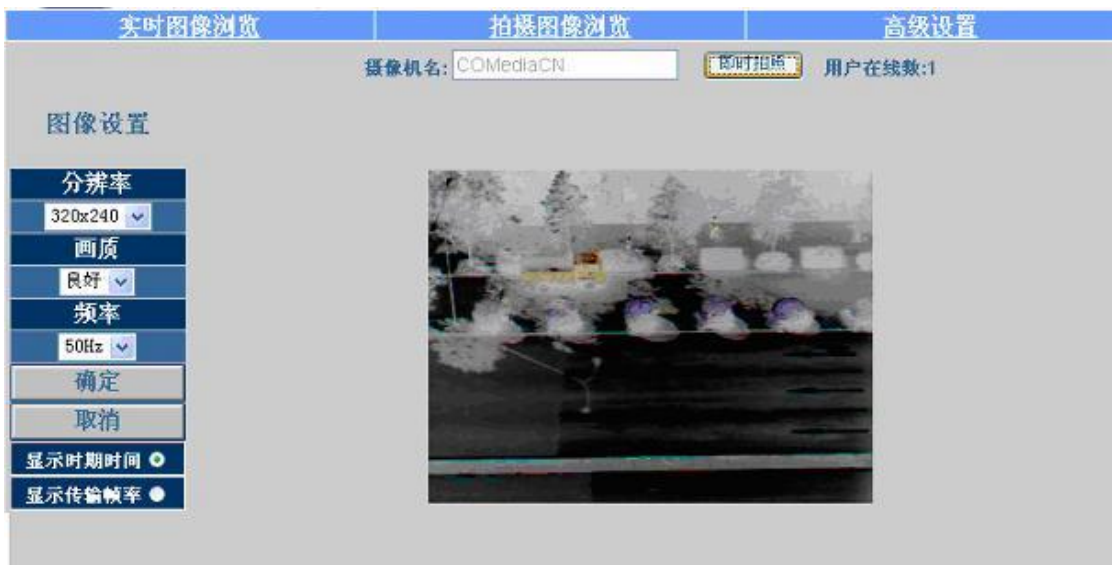 实时图像浏览 拍摄图像浏览 高级设置
摄像机名: COMediaCN 即时拍照 用户在线数:1
图像设置
分辨率
320x240
画质
良好
频率
50Hz
确定
取消
显示时期时间
显示传输帧率